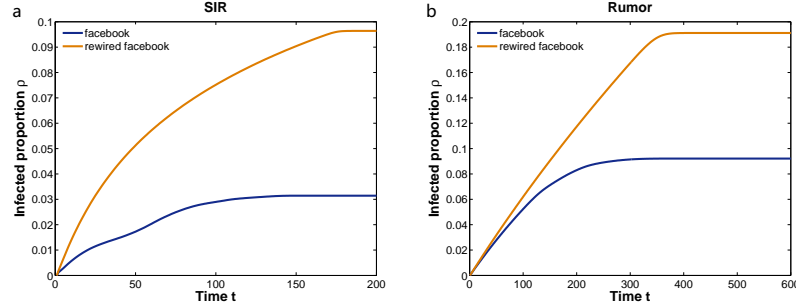 a
SIR
facebook
rewired facebook
0.1
0.09
0.08
0.07
0.06
0.05
0.04
0.03
0.02
0.01
0
Infected proportion ρ
0 50 100 150 200
Time t
b
Rumor
facebook
rewired facebook
0.2
0.18
0.16
0.14
0.12
0.1
0.08
0.06
0.04
0.02
0
Infected proportion ρ
0 100 200 300 400 500 600
Time t